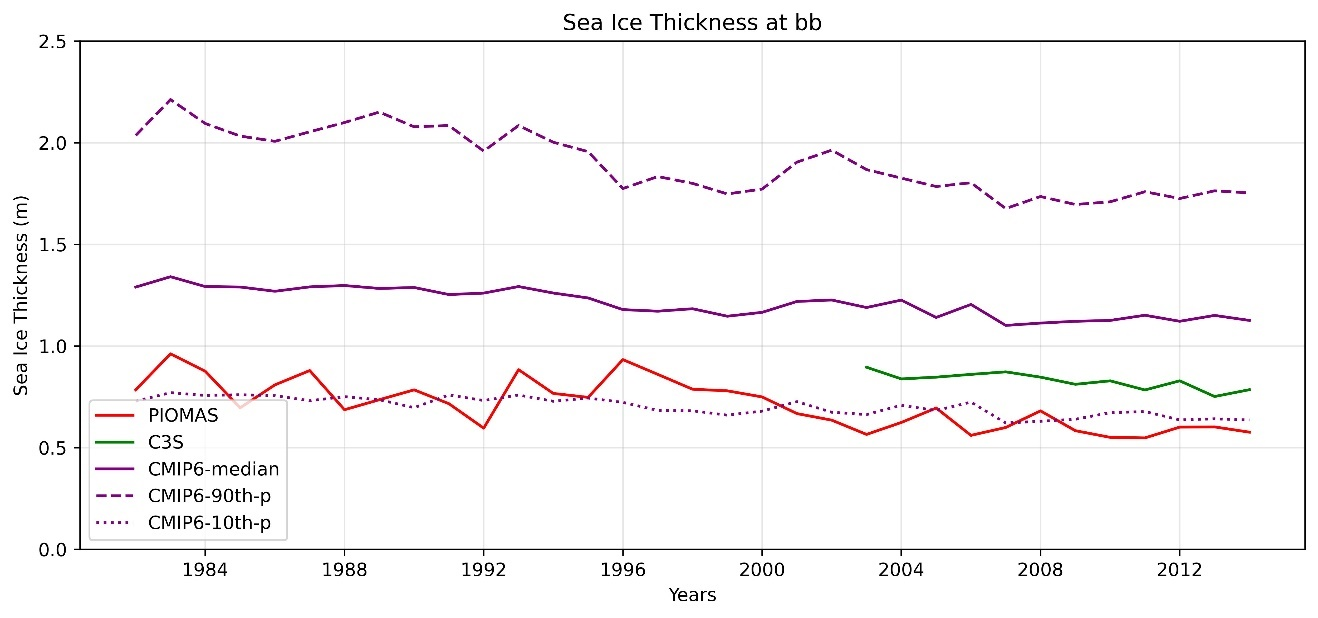 Sea Ice Thickness at bb
Sea Ice Thickness (m)
2.5
2.0
1.5
1.0
0.5
0.0
PIOMAS
C3S
CMIP6-median
CMIP6-90th-p
CMIP6-10th-p
1984 1988 1992 1996 2000 2004 2008 2012
Years